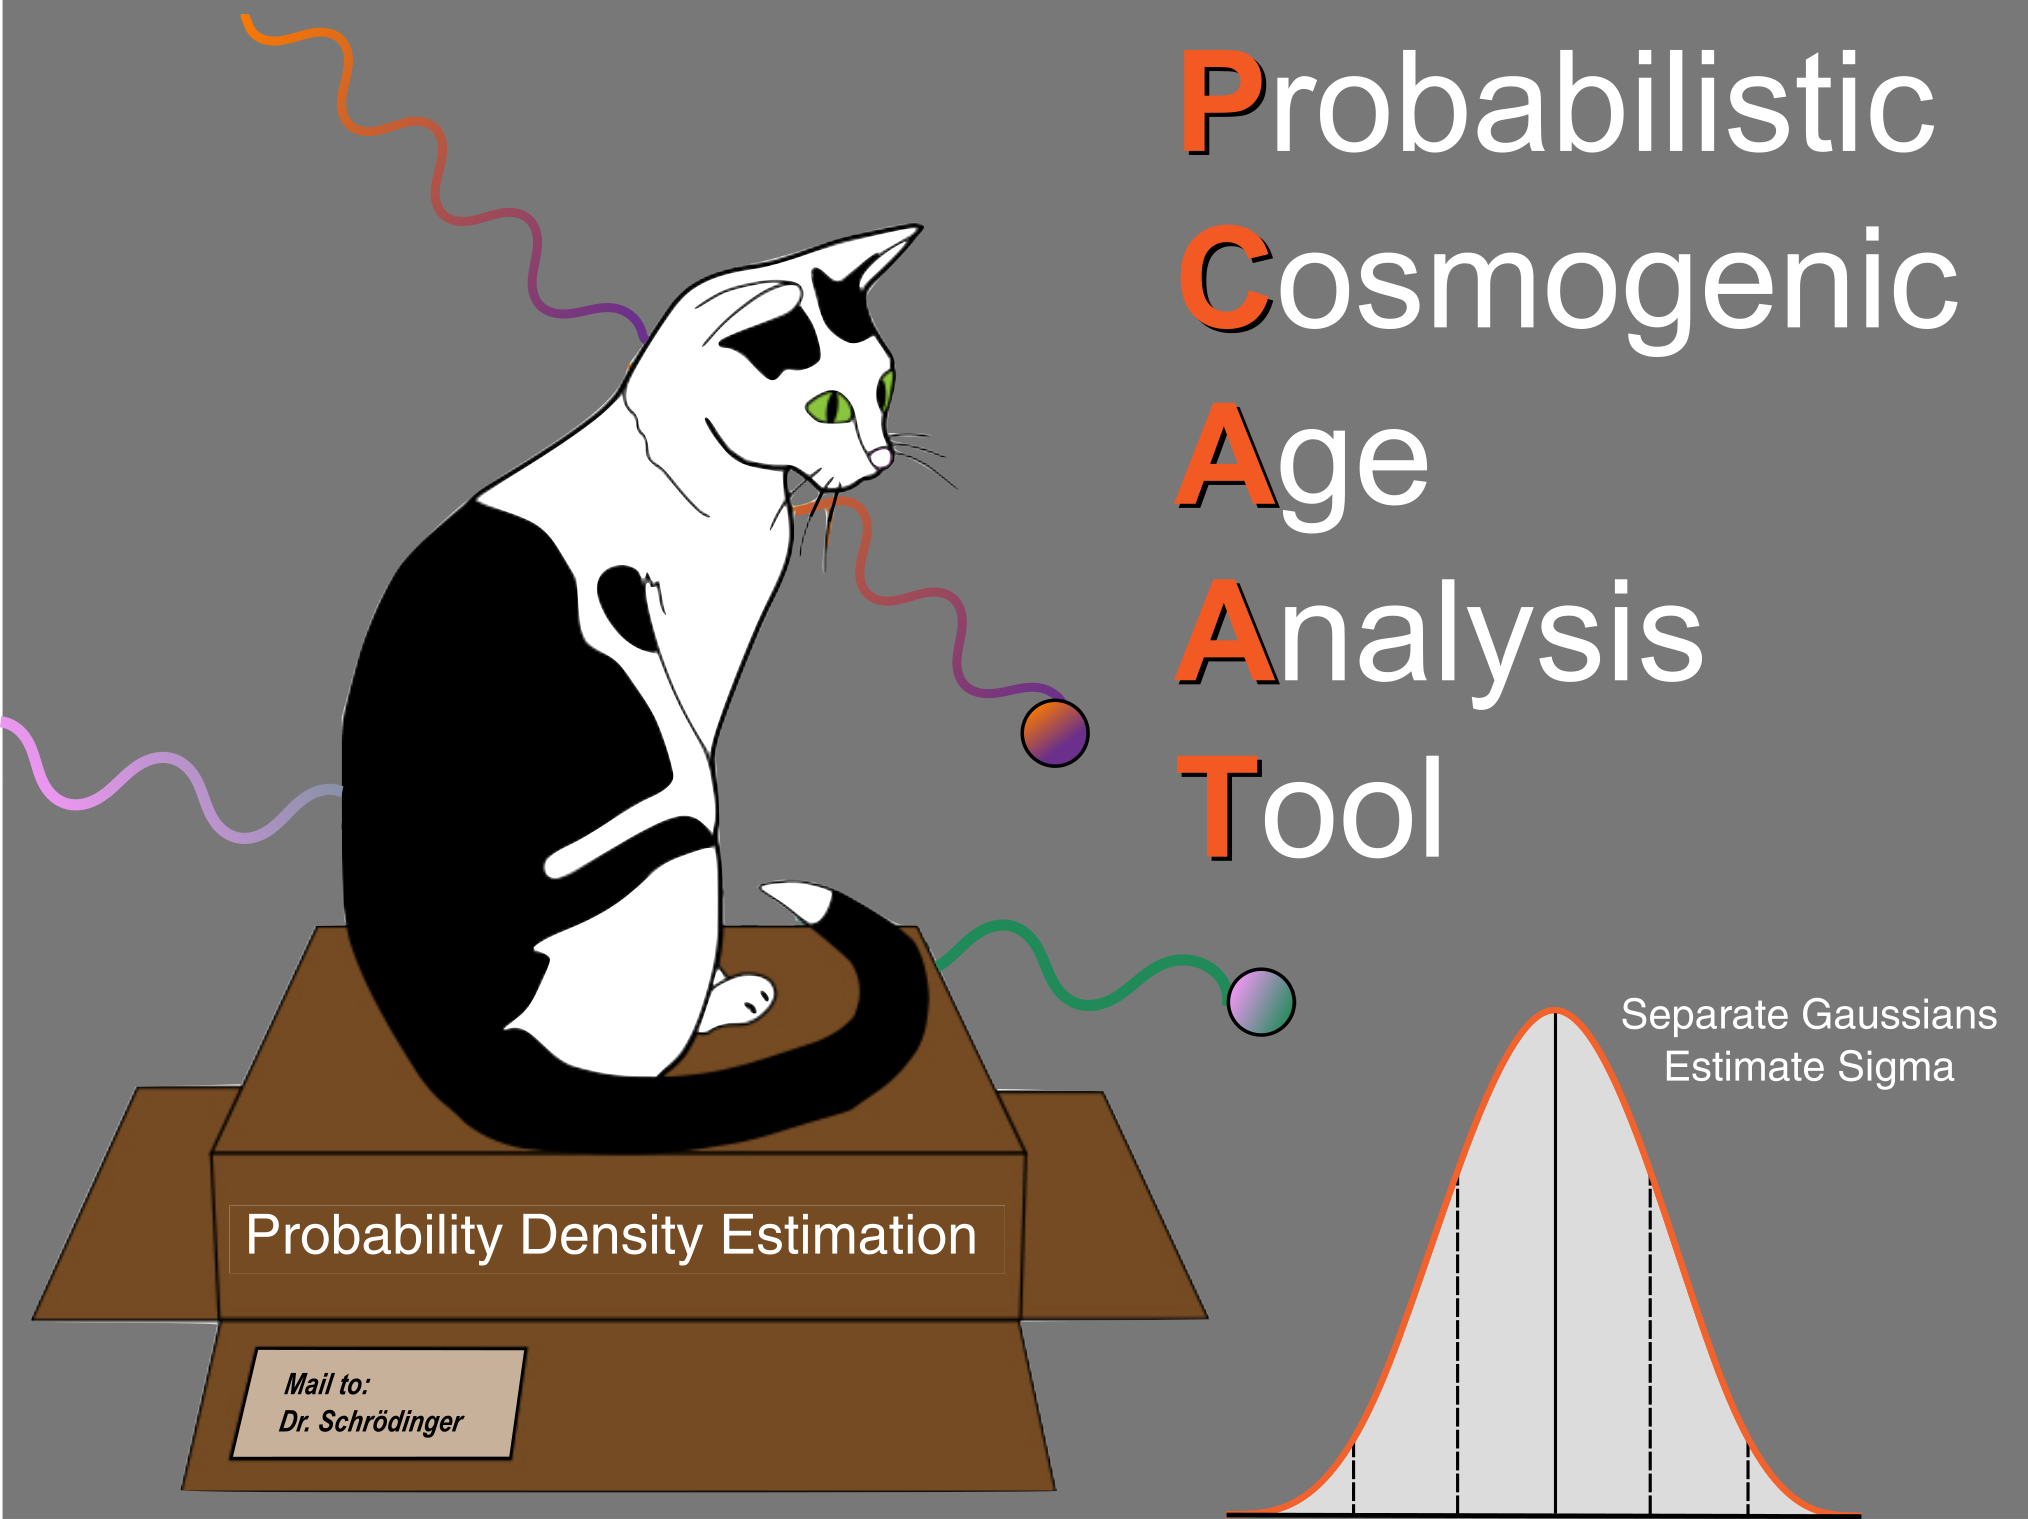 Probabilistic
Cosmogenic
Age
Analysis
Tool
Separate Gaussians
Estimate Sigma
Probability Density Estimation
Mail to:
Dr. Schrödinger